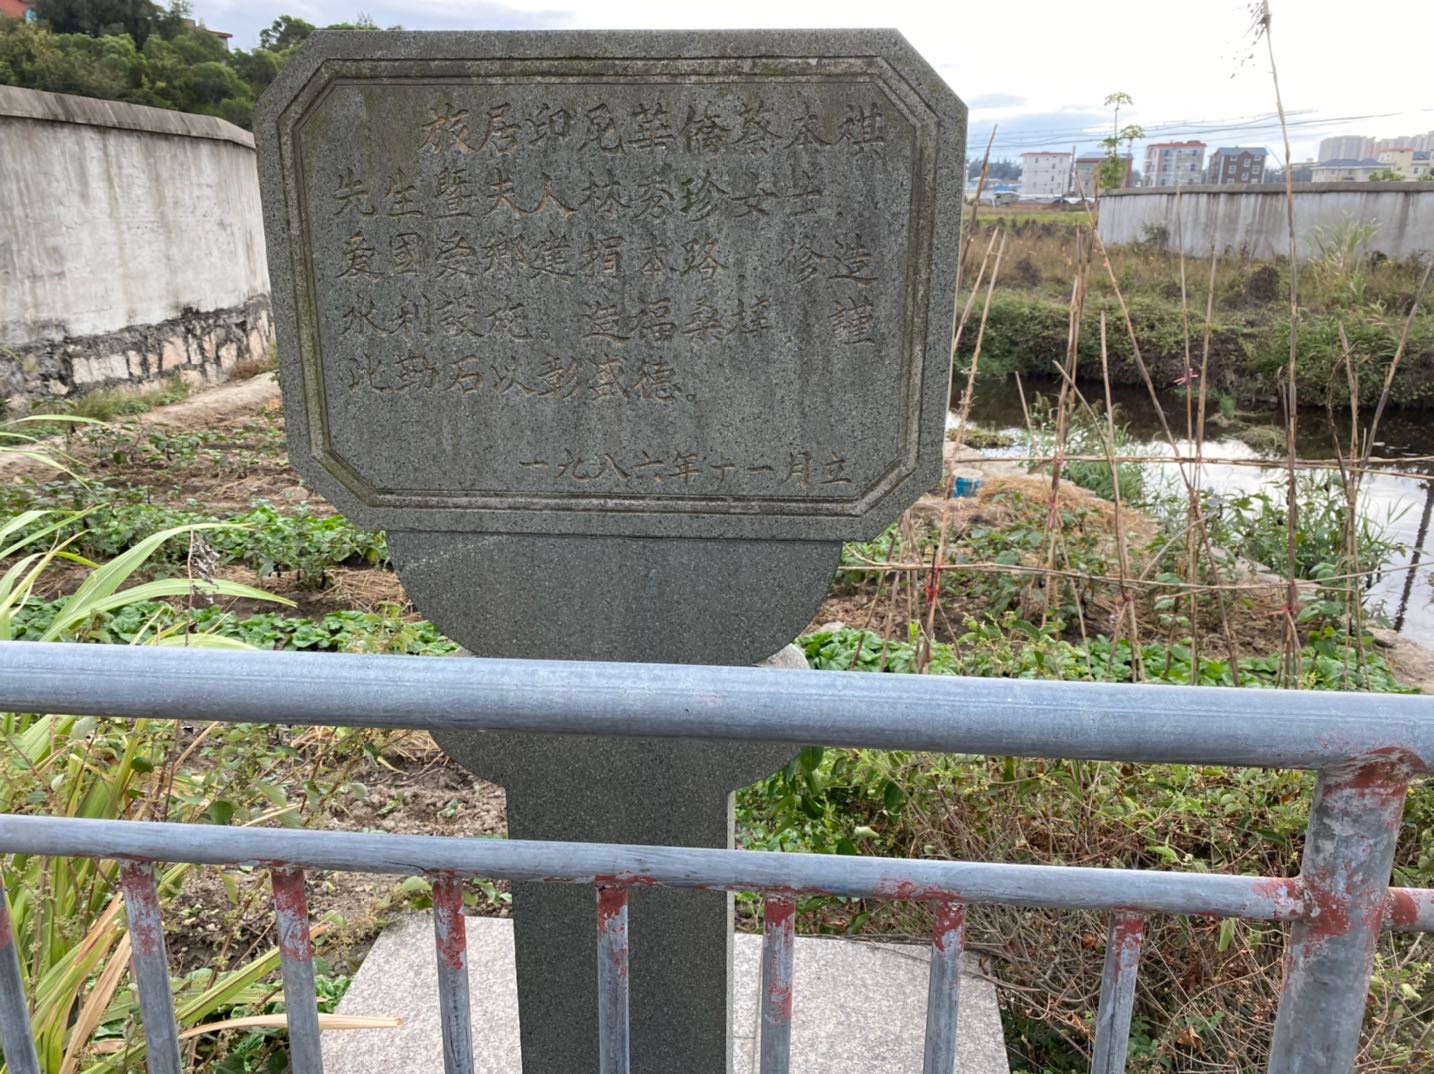 旅居印尼華僑蔡本祺
先生暨夫人林秀珍女士
爱國爱鄉建捐本路 修造
水利設施。造福桑梓 謹
此勒石以彰盛德。
一九八六年十一月立